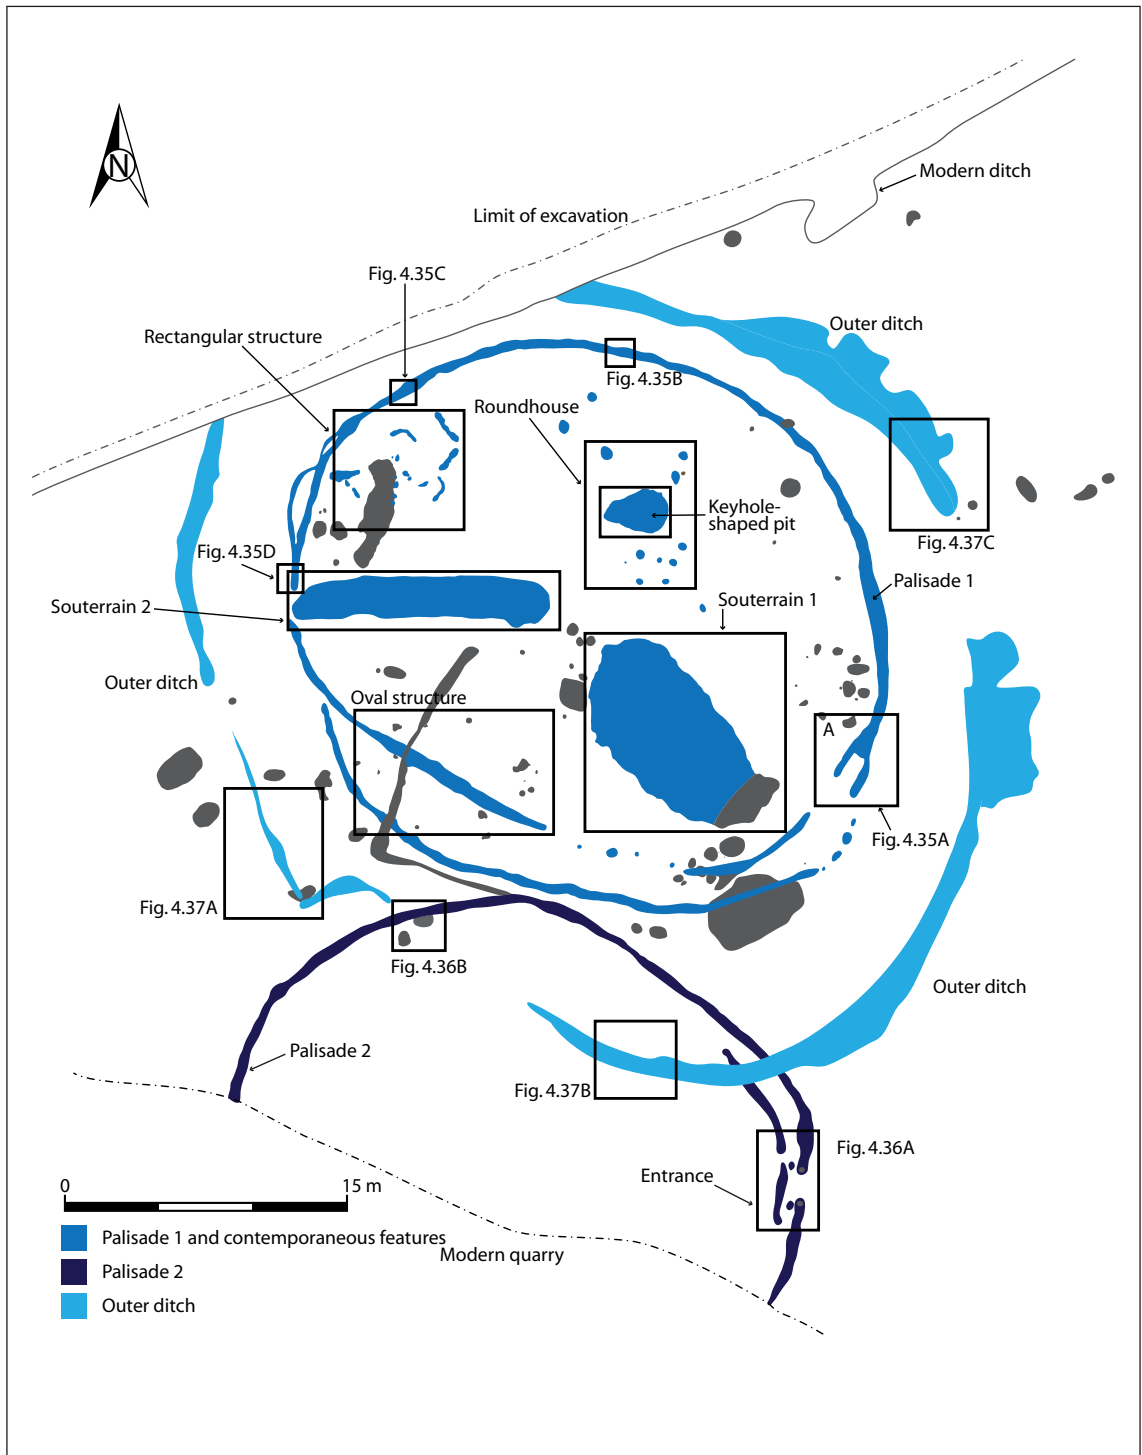 Modern ditch
N
Limit of excavation
Fig. 4.35C
Rectangular structure
Outer ditch
Fig. 4.35B
Roundhouse
Keyhole-
shaped pit
Fig. 4.37C
Fig. 4.35D
Palisade 1
Souterrain 2
Souterrain 1
Outer ditch
Oval structure
A
Fig. 4.35A
Fig. 4.37A
Fig. 4.36B
Outer ditch
Palisade 2
Fig. 4.37B
Fig. 4.36A
Entrance
0
15 m
Palisade 1 and contemporaneous features
Modern quarry
Palisade 2
Outer ditch